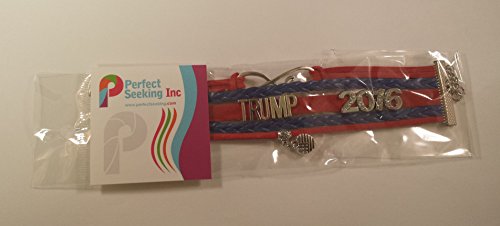 Perfect
Seeking Inc
www.perfectseeking.com
TRUMP 2016